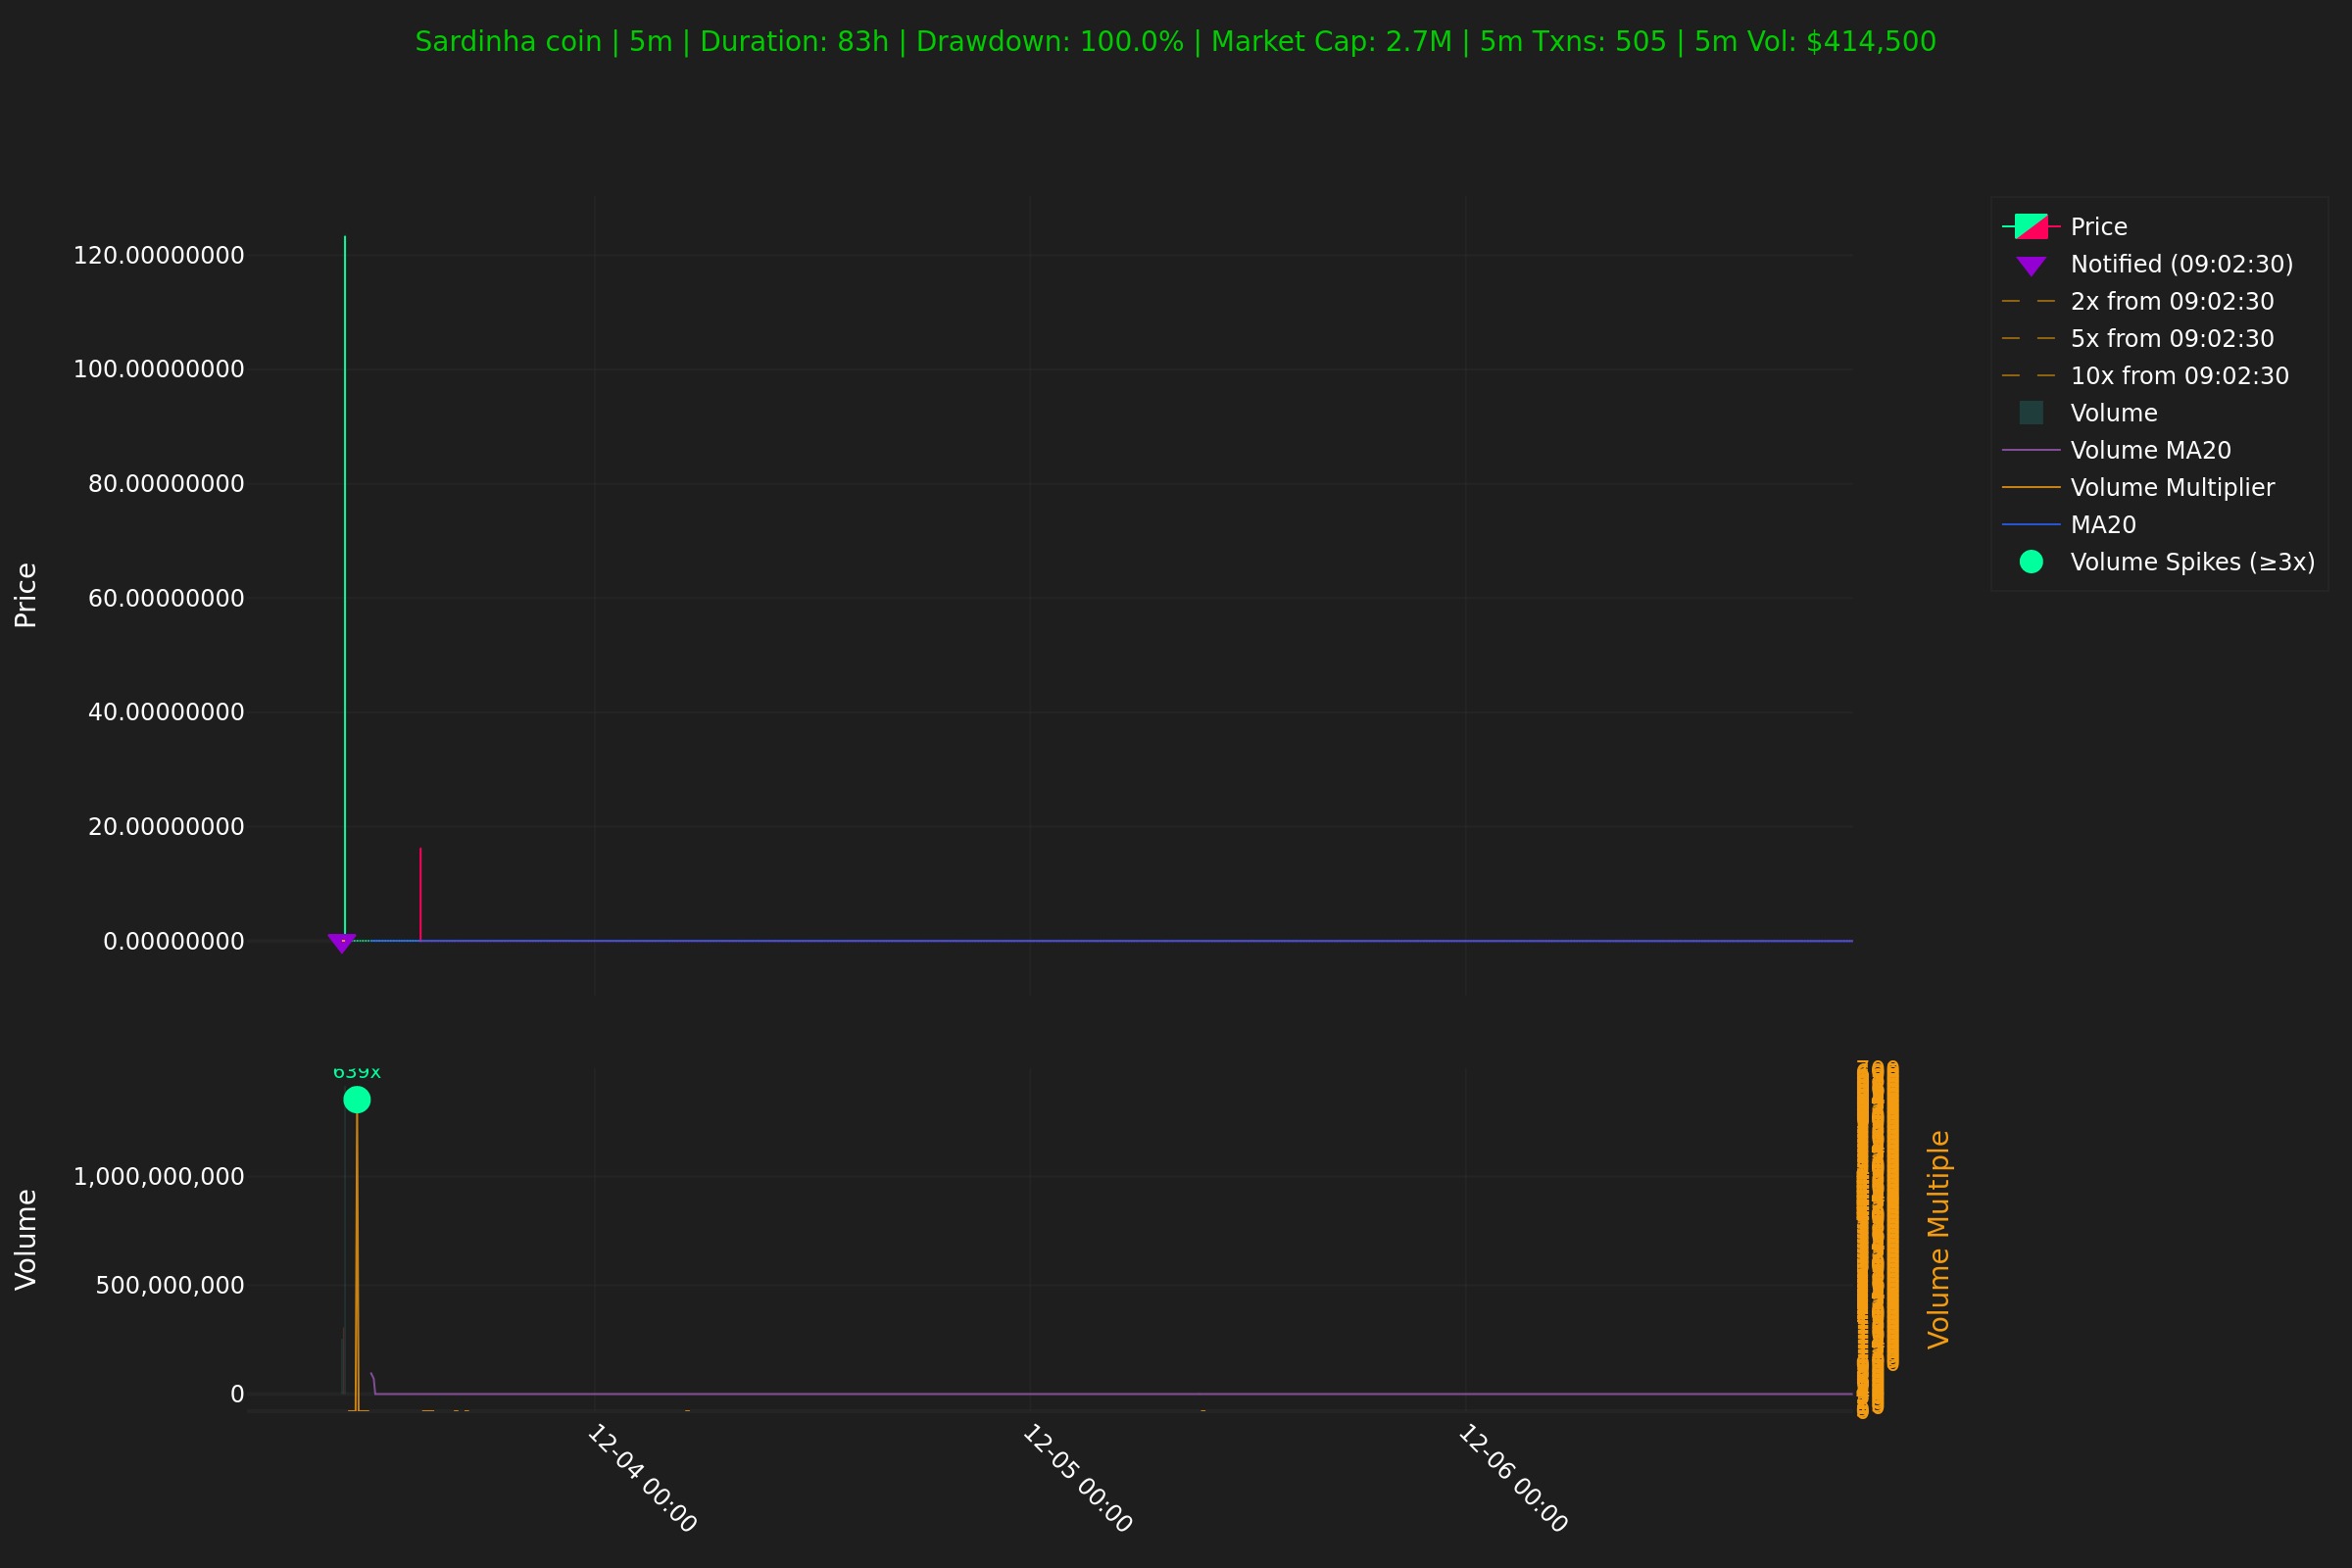 Sardinha coin | 5m | Duration: 83h | Drawdown: 100.0% | Market Cap: 2.7M | 5m Txns: 505 | 5m Vol: $414,500
Price
120.00000000
100.00000000
80.00000000
60.00000000
40.00000000
20.00000000
0.00000000
Price
Notified (09:02:30)
2x from 09:02:30
5x from 09:02:30
10x from 09:02:30
Volume
Volume MA20
Volume Multiplier
MA20
Volume Spikes (≥3x)
639x
Volume
1,000,000,000
500,000,000
0
Volume Multiple
12-04 00:00
12-05 00:00
12-06 00:00